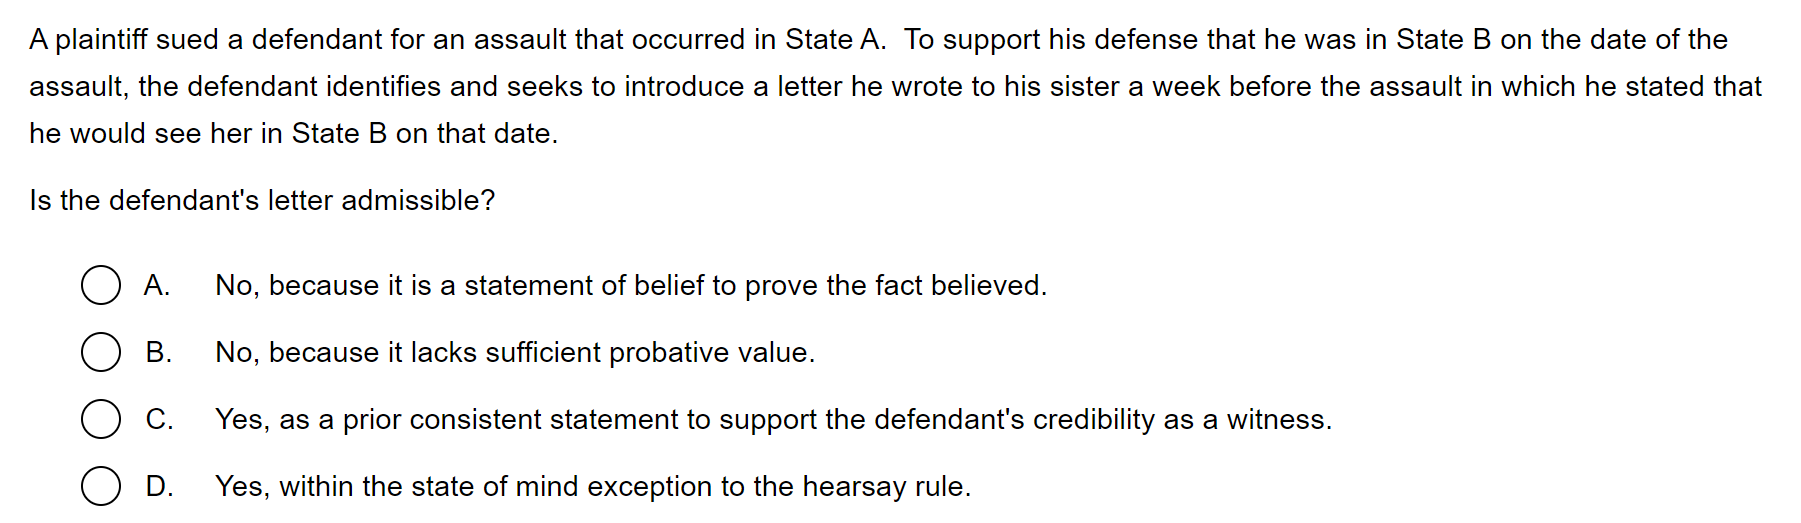 A plaintiff sued a defendant for an assault that occurred in State A.  To support his defense that he was in State B on the date of the
assault, the defendant identifies and seeks to introduce a letter he wrote to his sister a week before the assault in which he stated that
he would see her in State B on that date.
Is the defendant's letter admissible?
A. No, because it is a statement of belief to prove the fact believed.
B. No, because it lacks sufficient probative value.
C. Yes, as a prior consistent statement to support the defendant's credibility as a witness.
D. Yes, within the state of mind exception to the hearsay rule.